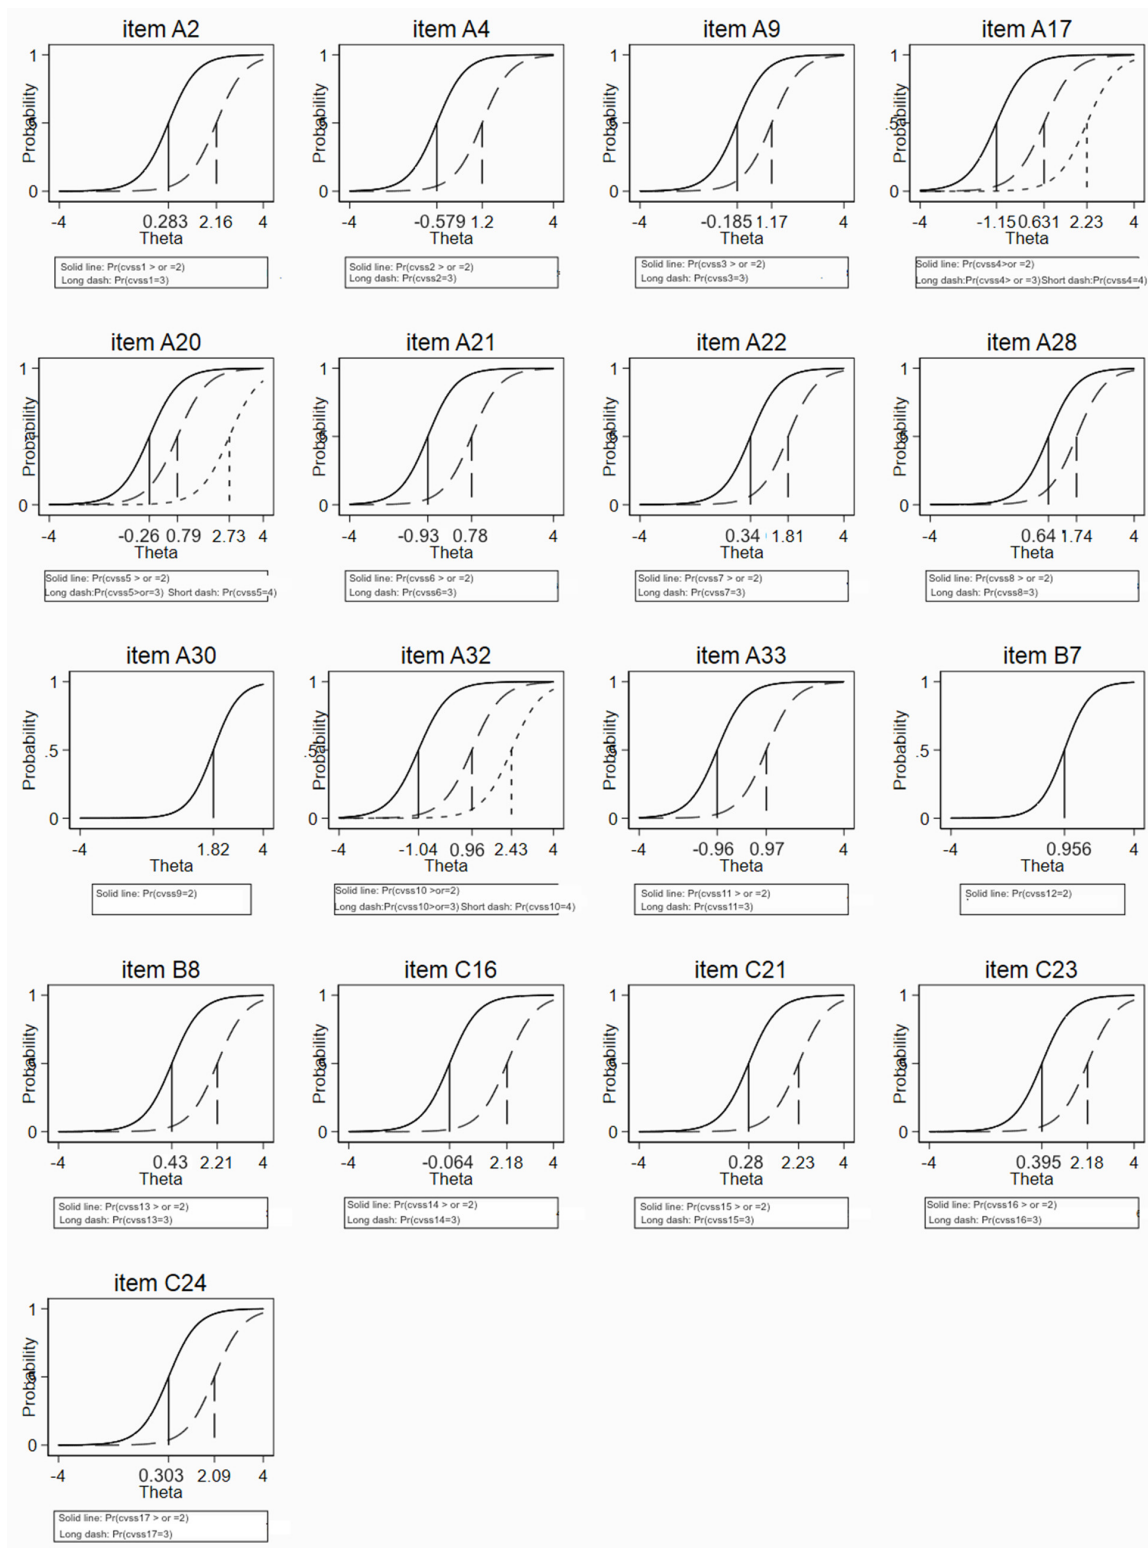 item A2
1
.5
0
Probability
-4 0.283 2.16 4
Theta
Solid line: Pr(cvss1 > or =2)
Long dash: Pr(cvss1=3)
item A4
1
.5
0
Probability
-4 -0.579 1.2 4
Theta
Solid line: Pr(cvss2 > or =2)
Long dash: Pr(cvss2=3)
item A9
1
.5
0
Probability
-4 -0.185 1.17 4
Theta
Solid line: Pr(cvss3 > or =2)
Long dash: Pr(cvss3=3)
item A17
1
.5
0
Probability
-4 -1.15 0.631 2.23 4
Theta
Solid line: Pr(cvss4>or =2)
Long dash:Pr(cvss4> or =3)Short dash:Pr(cvss4=4)
item A20
1
.5
0
Probability
-4 -0.26 0.79 2.73 4
Theta
Solid line: Pr(cvss5 > or =2)
Long dash:Pr(cvss5>or=3) Short dash: Pr(cvss5=4)
item A21
1
.5
0
Probability
-4 -0.93 0.78 4
Theta
Solid line: Pr(cvss6 > or =2)
Long dash: Pr(cvss6=3)
item A22
1
.5
0
Probability
-4 0.34 1.81 4
Theta
Solid line: Pr(cvss7 > or =2)
Long dash: Pr(cvss7=3)
item A28
1
.5
0
Probability
-4 0.64 1.74 4
Theta
Solid line: Pr(cvss8 > or =2)
Long dash: Pr(cvss8=3)
item A30
1
.5
0
Probability
-4 1.82 4
Theta
Solid line: Pr(cvss9=2)
item A32
1
.5
0
Probability
-4 -1.04 0.96 2.43 4
Theta
Solid line: Pr(cvss10 >or=2)
Long dash:Pr(cvss10>or=3) Short dash: Pr(cvss10=4)
item A33
1
.5
0
Probability
-4 -0.96 0.97 4
Theta
Solid line: Pr(cvss11 > or =2)
Long dash: Pr(cvss11=3)
item B7
1
.5
0
Probability
-4 0.956 4
Theta
Solid line: Pr(cvss12=2)
item B8
1
.5
0
Probability
-4 0.43 2.21 4
Theta
Solid line: Pr(cvss13 > or =2)
Long dash: Pr(cvss13=3)
item C16
1
.5
0
Probability
-4 -0.064 2.18 4
Theta
Solid line: Pr(cvss14 > or =2)
Long dash: Pr(cvss14=3)
item C21
1
.5
0
Probability
-4 0.28 2.23 4
Theta
Solid line: Pr(cvss15 > or =2)
Long dash: Pr(cvss15=3)
item C23
1
.5
0
Probability
-4 0.395 2.18 4
Theta
Solid line: Pr(cvss16 > or =2)
Long dash: Pr(cvss16=3)
item C24
1
.5
0
Probability
-4 0.303 2.09 4
Theta
Solid line: Pr(cvss17 > or =2)
Long dash: Pr(cvss17=3)